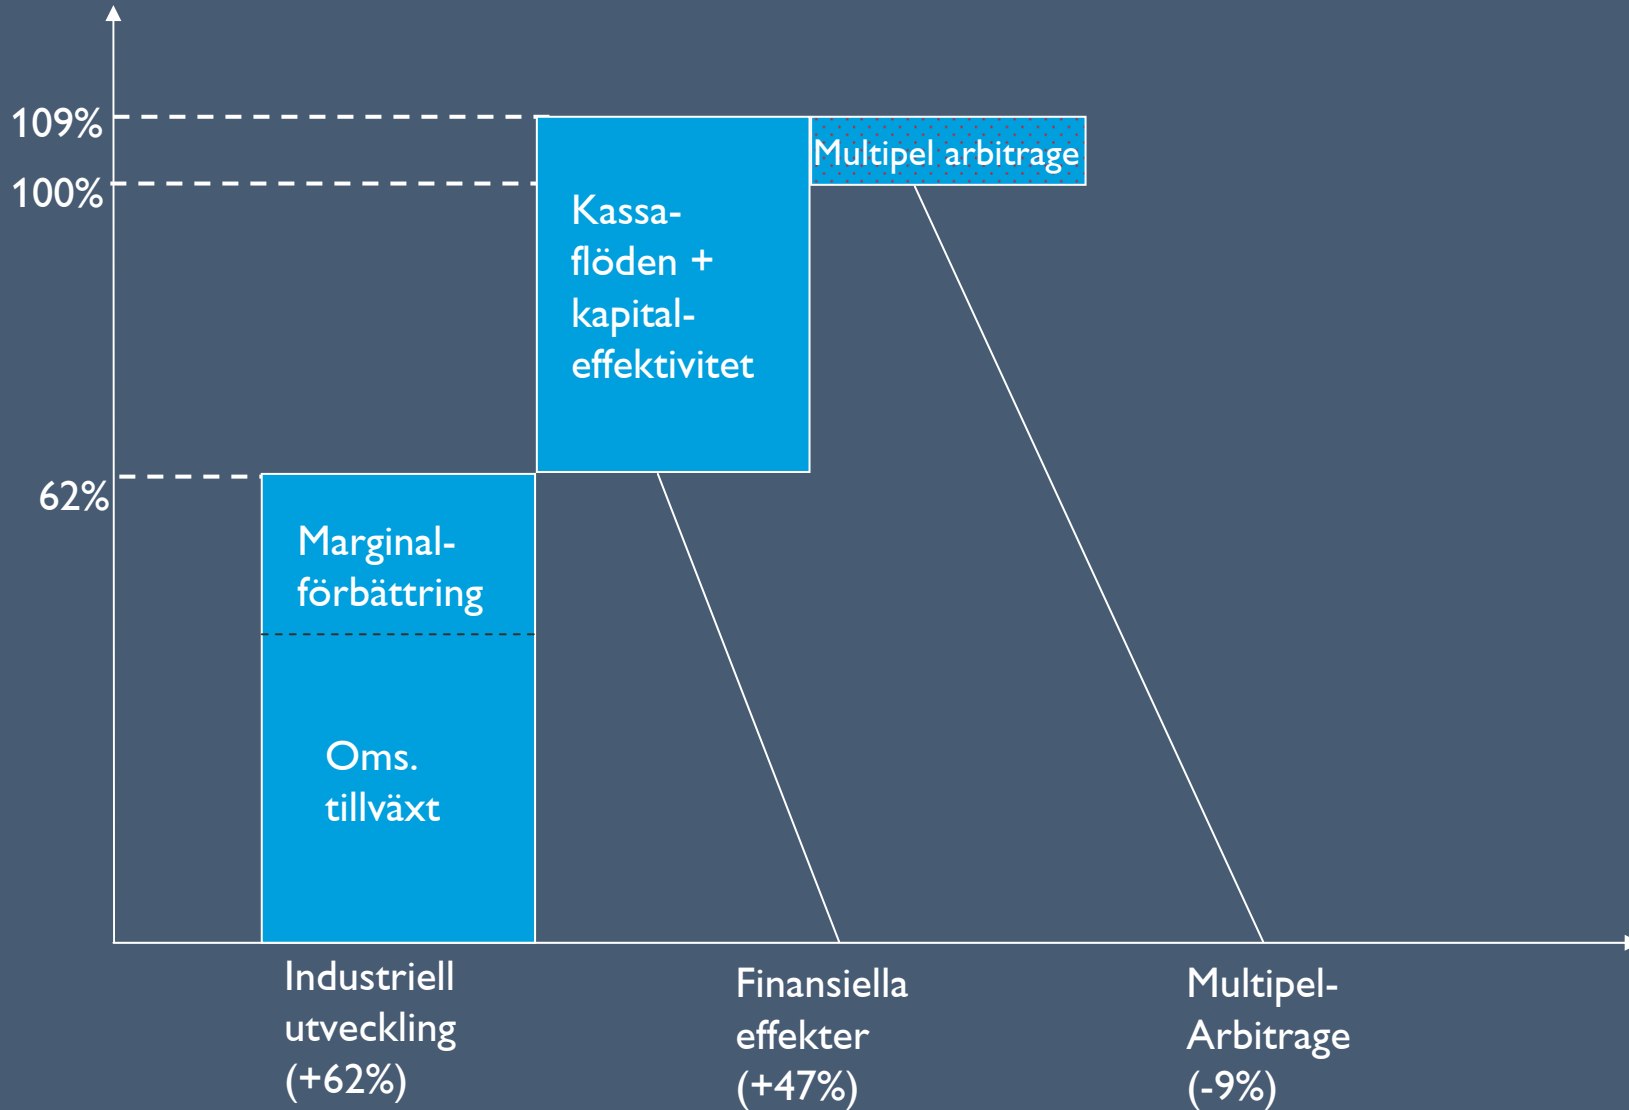 109%
100%
62%
Multipel arbitrage
Kassa-
flöden +
kapital-
effektivitet
Marginal-
förbättring
Oms.
tillväxt
Industriell
utveckling
(+62%)
Finansiella
effekter
(+47%)
Multipel-
Arbitrage
(-9%)